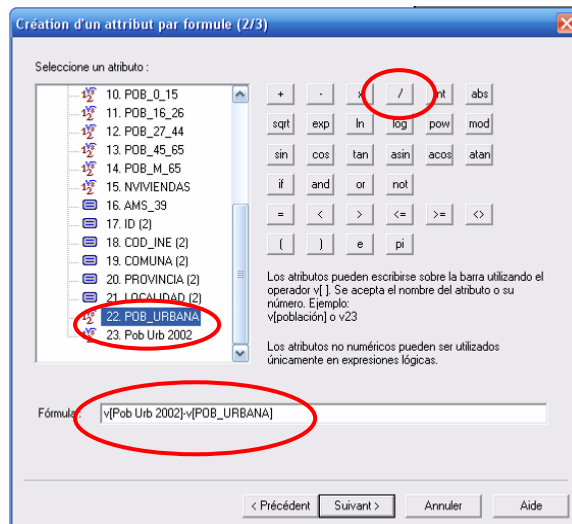 Création d'un attribut par formule (2/3)
Seleccione un atributo :
10. POB_0_15
11. POB_16_26
12. POB_27_44
13. POB_45_65
14. POB_M_65
15. NVIVIENDAS
16. AMS_39
17. ID (2)
18. COD_INE (2)
19. COMUNA (2)
20. PROVINCIA (2)
21. LOCALIDAD (2)
22. POB_URBANA
23. Pob Urb 2002
+ - x / int abs
sqrt exp ln log pow mod
sin cos tan asin acos atan
if and or not
= < > <= >= <>
( ) e pi
Los atributos pueden escribirse sobre la barra utilizando el
operador v[ ]. Se acepta el nombre del atributo o su
número. Ejemplo:
v[población] o v23
Los atributos no numéricos pueden ser utilizados
únicamente en expresiones lógicas.
Fórmula : v[Pob Urb 2002]-v[POB_URBANA]
< Précédent Suivant > Annuler Aide